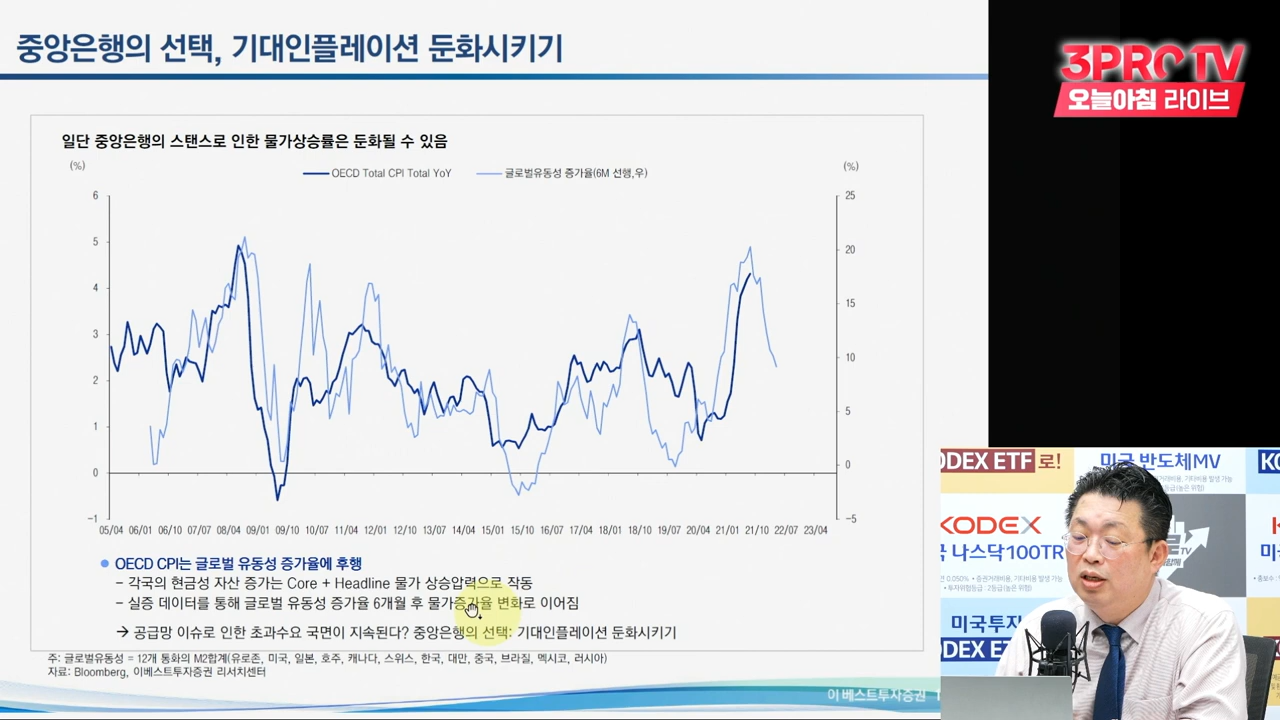 중앙은행의 선택, 기대인플레이션 둔화시키기
3PRO TV
오늘아침 라이브
일단 중앙은행의 스탠스로 인한 물가상승률은 둔화될 수 있음
(%)
(%)
OECD Total CPI Total YoY
글로벌유동성 증가율(6M 선행,우)
6
5
4
3
2
1
0
-1
25
20
15
10
5
0
-5
05/04 06/01 06/10 07/07 08/04 09/01 09/10 10/07 11/04 12/01 12/10 13/07 14/04 15/01 15/10 16/07 17/04 18/01 18/10 19/07 20/04 21/01 21/10 22/07 23/04
● OECD CPI는 글로벌 유동성 증가율에 후행
- 각국의 현금성 자산 증가는 Core + Headline 물가 상승압력으로 작동
- 실증 데이터를 통해 글로벌 유동성 증가율 6개월 후 물가증가율 변화로 이어짐
→ 공급망 이슈로 인한 초과수요 국면이 지속된다? 중앙은행의 선택: 기대인플레이션 둔화시키기
주: 글로벌유동성 = 12개 통화의 M2합계(유로존, 미국, 일본, 호주, 캐나다, 스위스, 한국, 대만, 중국, 브라질, 멕시코, 러시아)
자료: Bloomberg, 이베스트투자증권 리서치센터
이베스트투자증권
ODEX ETF로!
미국 반도체MV
KODEX
나스닥100TR
미국투자
DEX ET